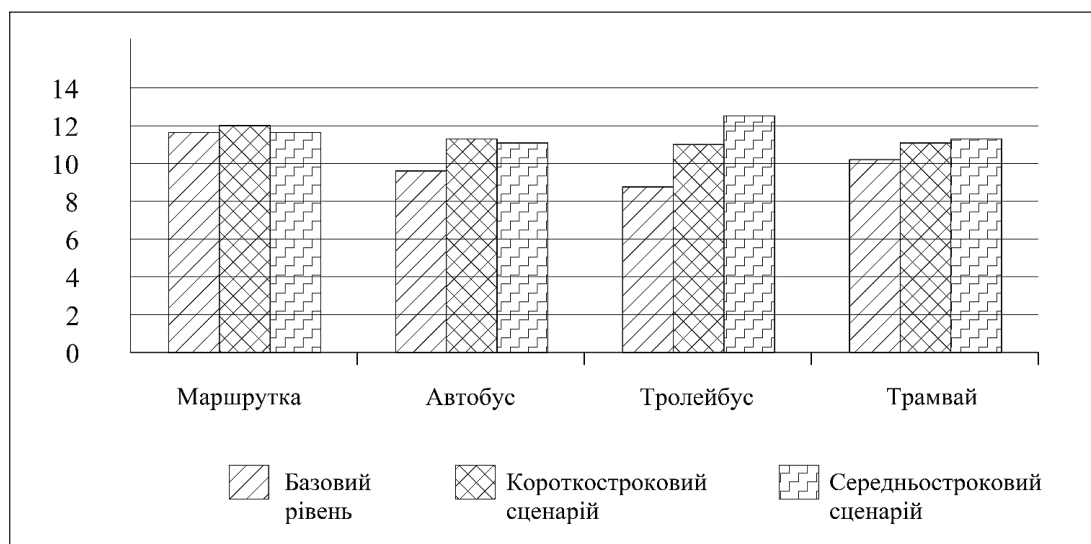 14
12
10
8
6
4
2
0
Маршрутка Автобус Тролейбус Трамвай
Базовий рівень
Короткостроковий сценарій
Середньостроковий сценарій